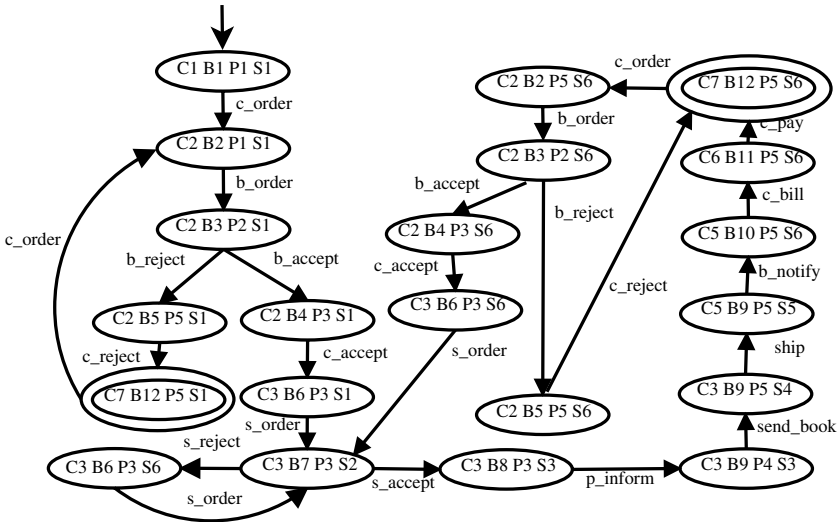 C1 B1 P1 S1
c_order
C2 B2 P1 S1
b_order
C2 B3 P2 S1
b_reject
b_accept
c_order
C2 B5 P5 S1
C2 B4 P3 S1
c_reject
c_accept
C7 B12 P5 S1
C3 B6 P3 S1
s_order
s_reject
C3 B6 P3 S6
C3 B7 P3 S2
s_order
s_accept
C3 B8 P3 S3
p_inform
C3 B9 P4 S3
send_book
C3 B9 P5 S4
ship
C5 B9 P5 S5
b_notify
C5 B10 P5 S6
c_bill
C6 B11 P5 S6
c_pay
C7 B12 P5 S6
c_order
C2 B2 P5 S6
b_order
C2 B3 P2 S6
b_accept
b_reject
C2 B4 P3 S6
c_accept
C3 B6 P3 S6
s_order
c_reject
C2 B5 P5 S6